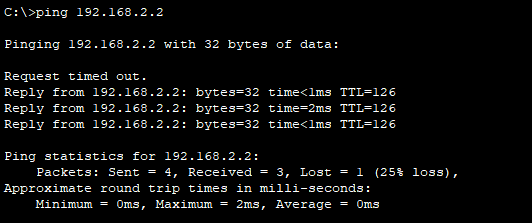 C:\>ping 192.168.2.2
Pinging 192.168.2.2 with 32 bytes of data:
Request timed out.
Reply from 192.168.2.2: bytes=32 time<1ms TTL=126
Reply from 192.168.2.2: bytes=32 time=2ms TTL=126
Reply from 192.168.2.2: bytes=32 time<1ms TTL=126
Ping statistics for 192.168.2.2:
Packets: Sent = 4, Received = 3, Lost = 1 (25% loss),
Approximate round trip times in milli-seconds:
Minimum = 0ms, Maximum = 2ms, Average = 0ms